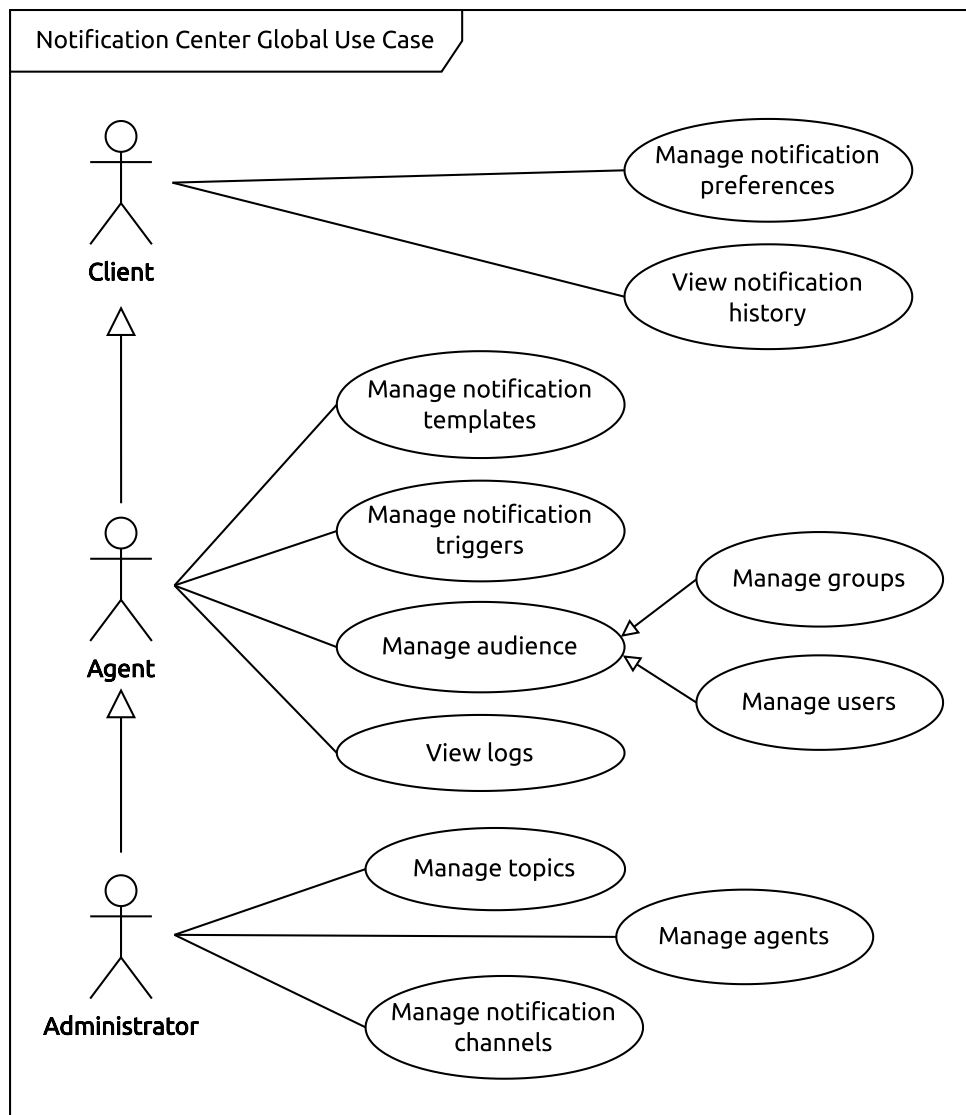 Notification Center Global Use Case
Manage notification
preferences
Client
View notification
history
Manage notification
templates
Manage notification
triggers
Manage groups
Manage audience
Agent
Manage users
View logs
Manage topics
Manage agents
Administrator
Manage notification
channels